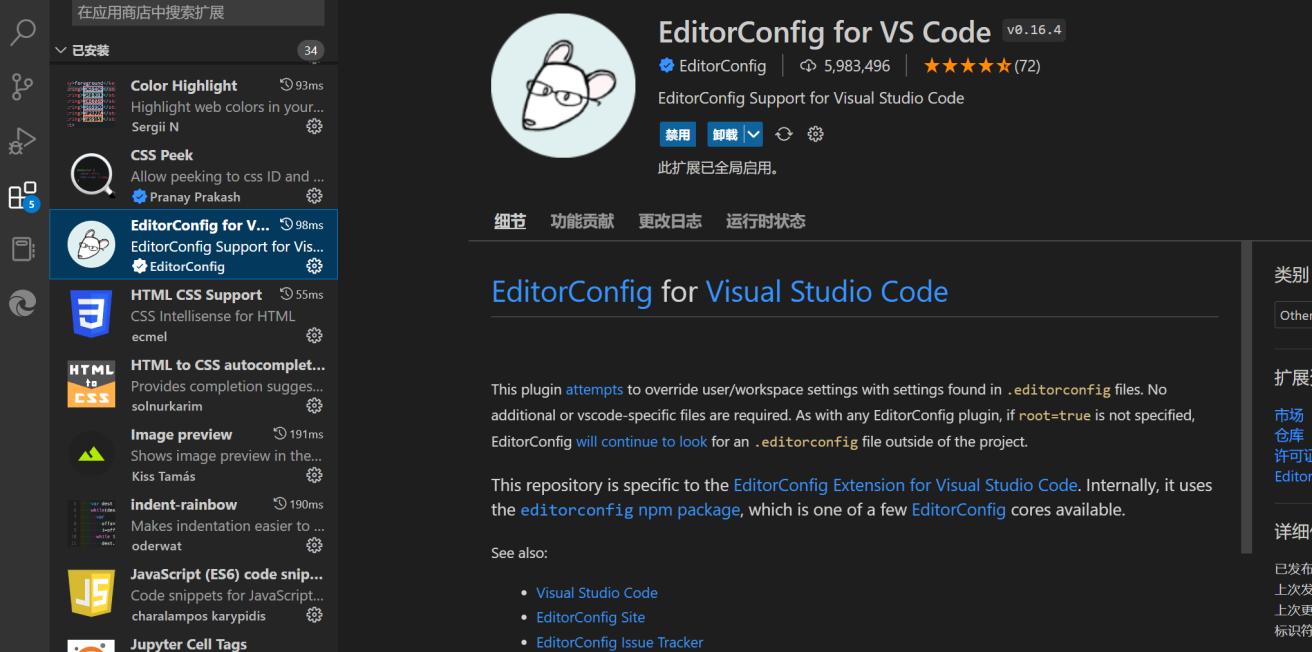 在应用商店中搜索扩展
已安装
34
Color Highlight
93ms
Highlight web colors in your...
Sergii N
CSS Peek
Allow peeking to css ID and ...
Pranay Prakash
EditorConfig for V...
98ms
EditorConfig Support for Vis...
EditorConfig
HTML CSS Support
55ms
CSS Intellisense for HTML
ecmel
HTML to CSS autocomplet...
Provides completion sugges...
solnurkarim
Image preview
191ms
Shows image preview in the...
Kiss Tamás
indent-rainbow
190ms
Makes indentation easier to ...
oderwat
JavaScript (ES6) code snip...
Code snippets for JavaScript...
charalampos karypidis
Jupyter Cell Tags
5
HTML
to
CSS
JS
EditorConfig for VS Code
v0.16.4
EditorConfig
5,983,496
(72)
EditorConfig Support for Visual Studio Code
禁用
卸载
此扩展已全局启用。
细节
功能贡献
更改日志
运行时状态
EditorConfig for Visual Studio Code
This plugin attempts to override user/workspace settings with settings found in .editorconfig files. No
additional or vscode-specific files are required. As with any EditorConfig plugin, if root=true is not specified,
EditorConfig will continue to look for an .editorconfig file outside of the project.
This repository is specific to the EditorConfig Extension for Visual Studio Code. Internally, it uses
the editorconfig npm package, which is one of a few EditorConfig cores available.
See also:
• Visual Studio Code
• EditorConfig Site
• EditorConfig Issue Tracker
类别
Other
扩展
市场
仓库
许可证
Editor
详细
已发布
上次发
上次更
标识符